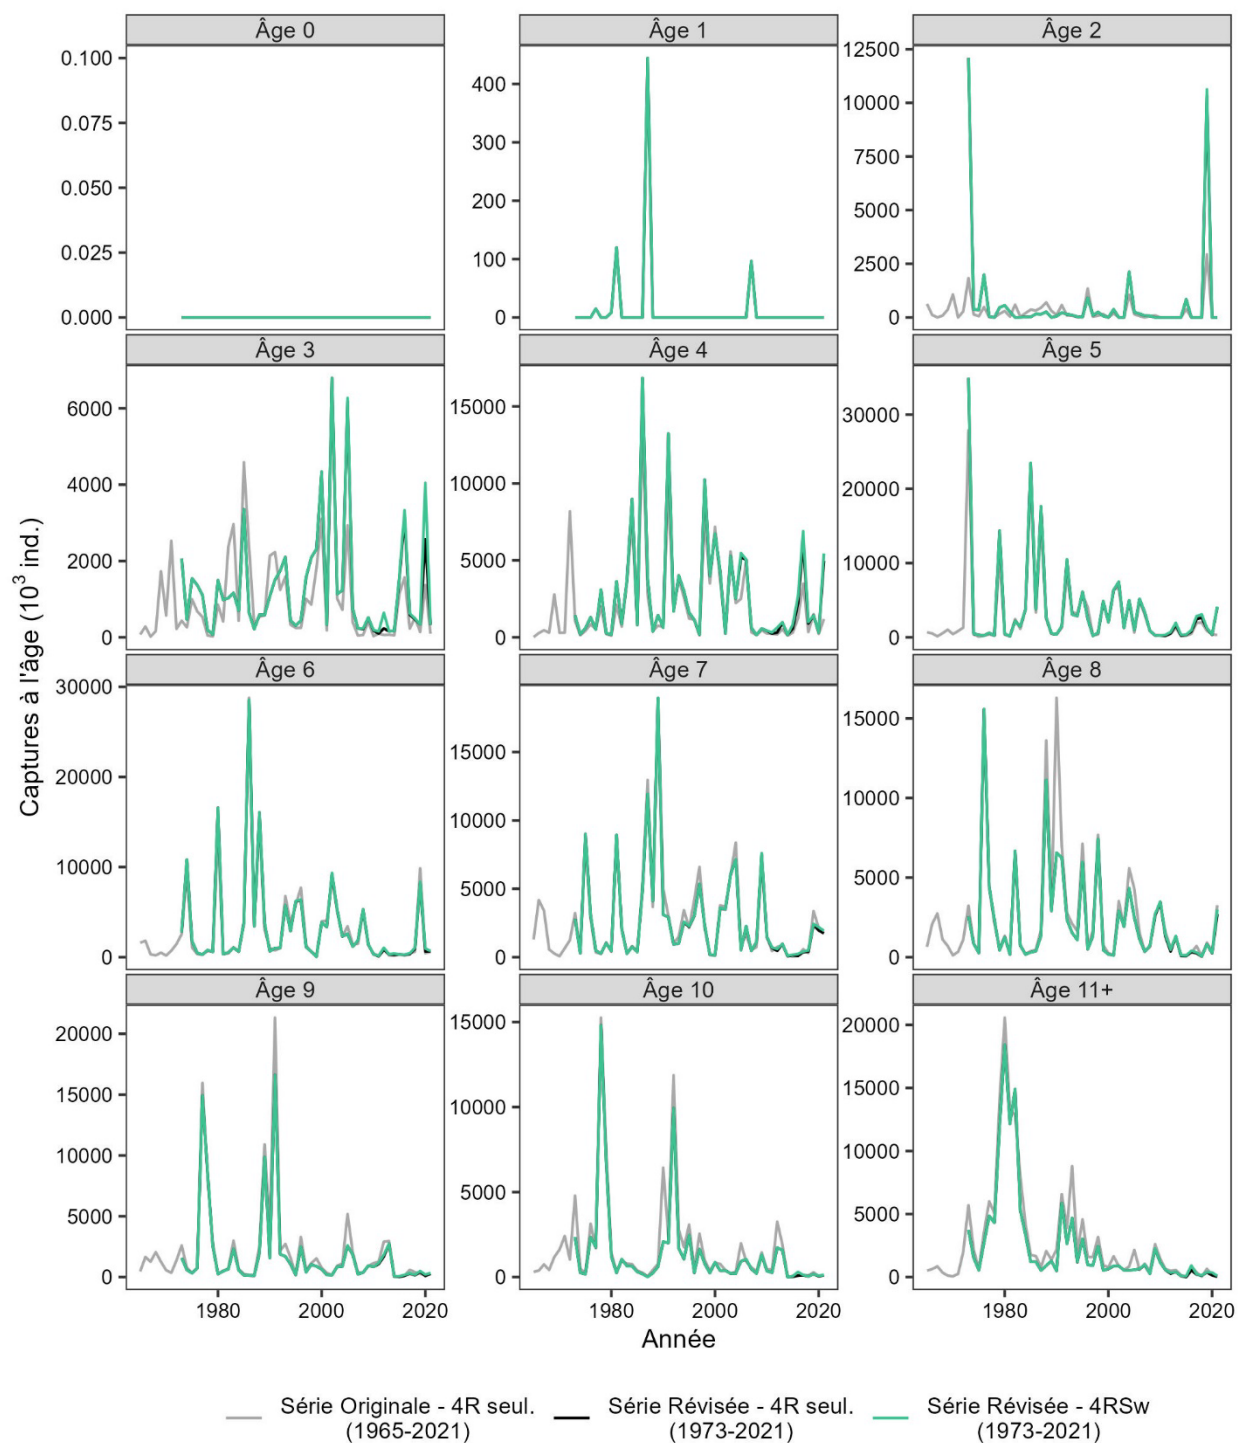 Âge 0
Âge 1
Âge 2
0.100
0.075
0.050
0.025
0.000
400
300
200
100
0
12500
10000
7500
5000
2500
0
Âge 3
Âge 4
Âge 5
6000
4000
2000
0
15000
10000
5000
0
30000
20000
10000
0
Âge 6
Âge 7
Âge 8
30000
20000
10000
0
15000
10000
5000
0
15000
10000
5000
0
Âge 9
Âge 10
Âge 11+
20000
15000
10000
5000
0
15000
10000
5000
0
20000
15000
10000
5000
0
1980 2000 2020
1980 2000 2020
1980 2000 2020
Captures à l'âge (10³ ind.)
Année
Série Originale - 4R seul.
(1965-2021)
Série Révisée - 4R seul.
(1973-2021)
Série Révisée - 4RSw
(1973-2021)